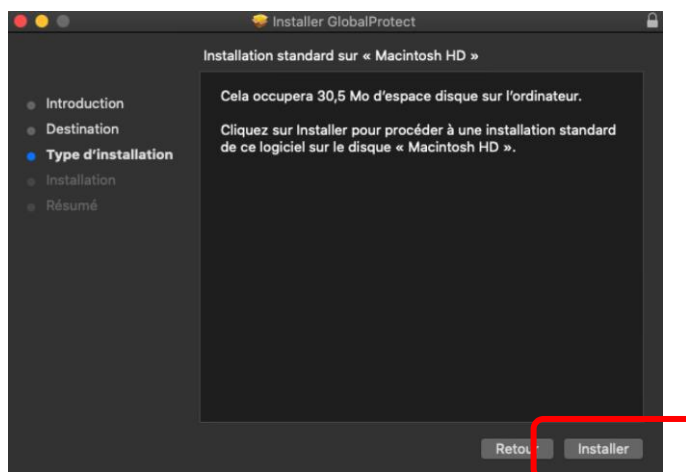 Installer GlobalProtect
Installation standard sur « Macintosh HD »
Introduction
Destination
Type d'installation
Installation
Résumé
Cela occupera 30,5 Mo d'espace disque sur l'ordinateur.
Cliquez sur Installer pour procéder à une installation standard
de ce logiciel sur le disque « Macintosh HD ».
Retour
Installer